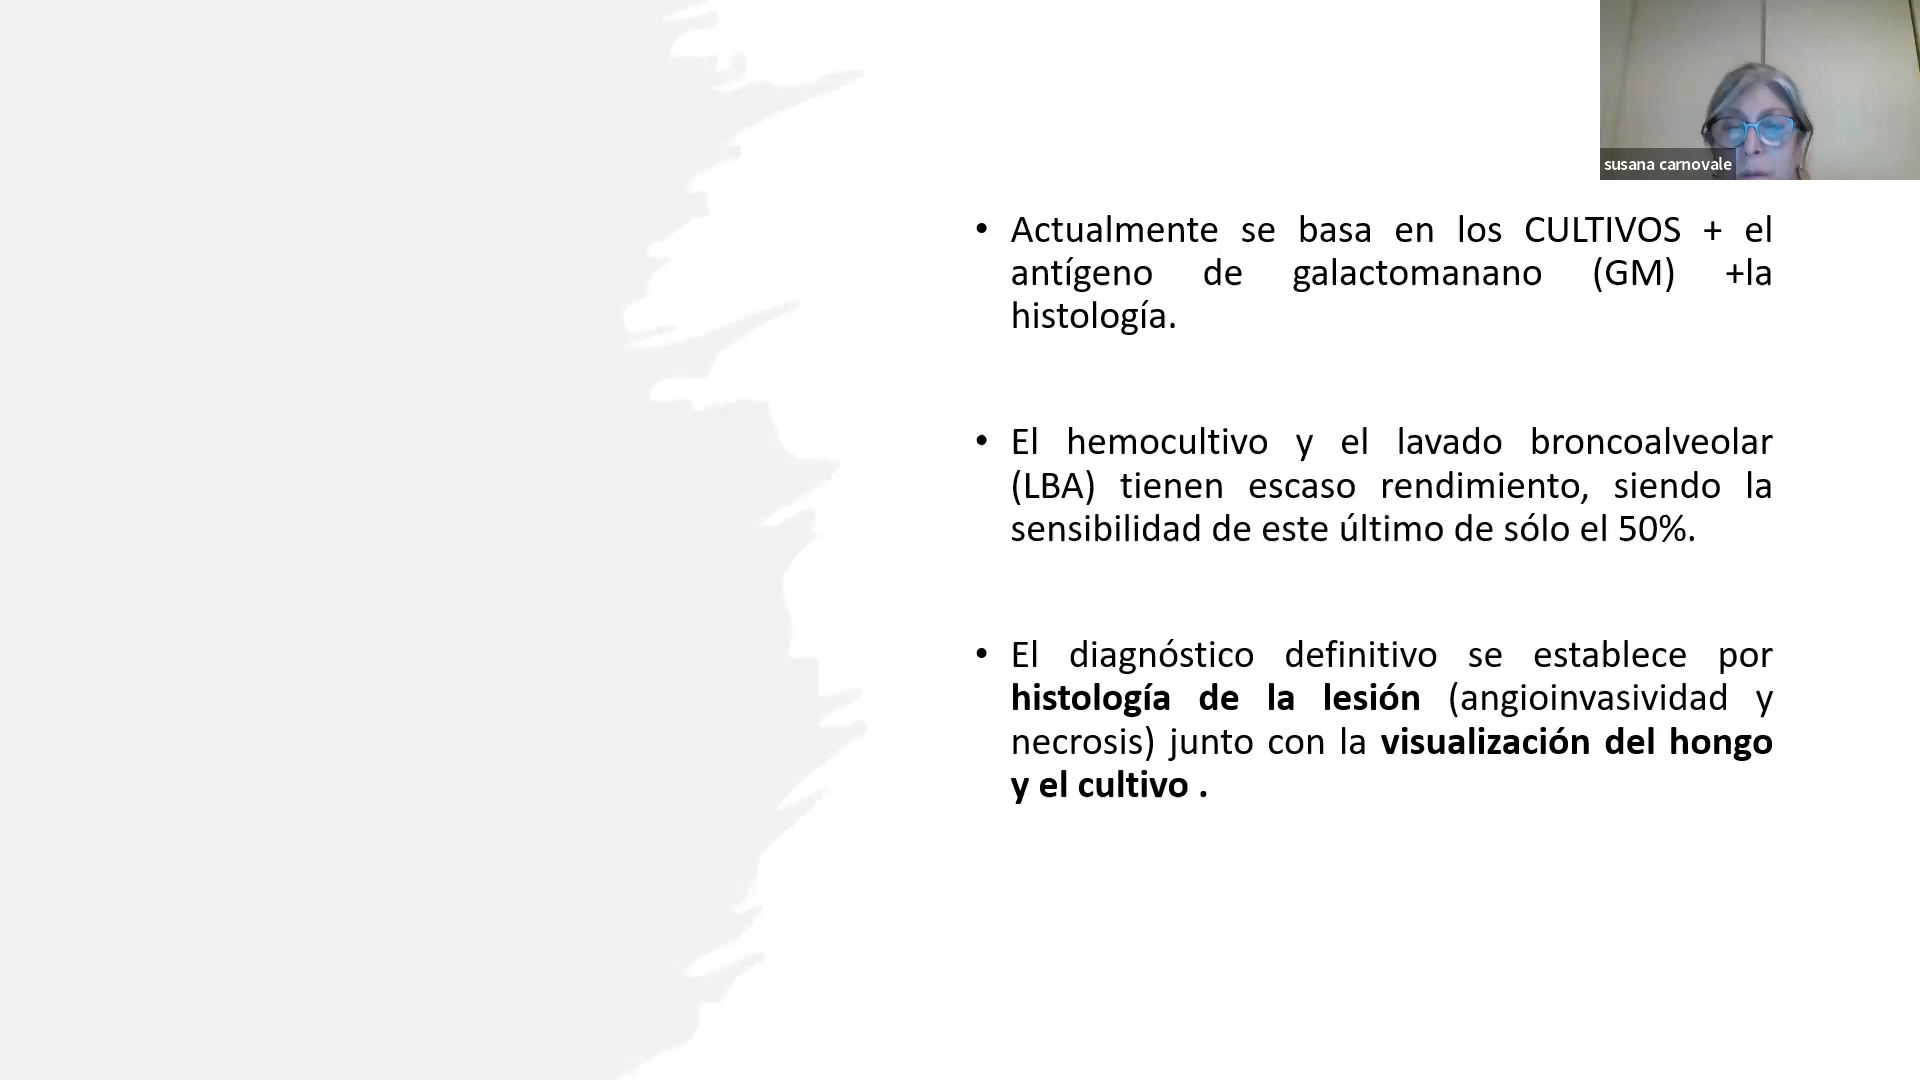 susana carnovale
• Actualmente se basa en los CULTIVOS + el
antígeno de galactomanano (GM) +la
histología.
• El hemocultivo y el lavado broncoalveolar
(LBA) tienen escaso rendimiento, siendo la
sensibilidad de este último de sólo el 50%.
• El diagnóstico definitivo se establece por
histología de la lesión (angioinvasividad y
necrosis) junto con la visualización del hongo
y el cultivo .